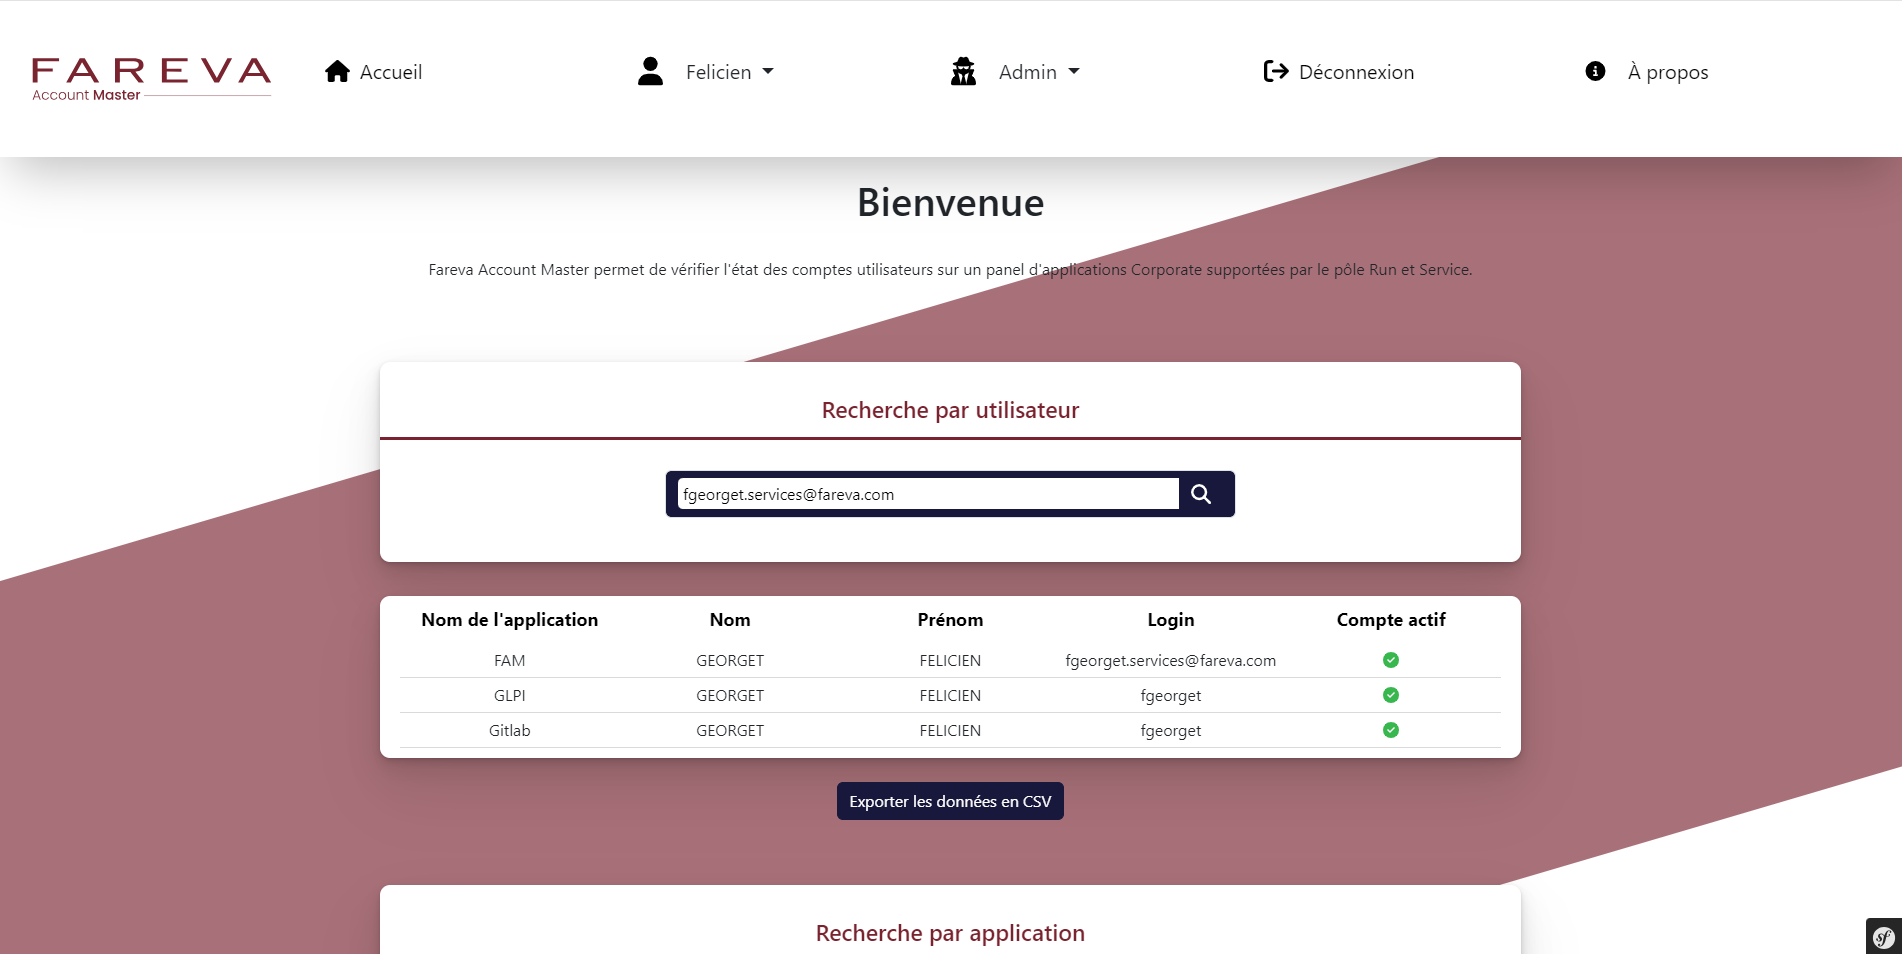 FAREVA
Account Master
Accueil
Felicien
Admin
Déconnexion
À propos
Bienvenue
Fareva Account Master permet de vérifier l'état des comptes utilisateurs sur un panel d'applications Corporate supportées par le pôle Run et Service.
Recherche par utilisateur
fgeorget.services@fareva.com
Nom de l'application Nom Prénom Login Compte actif
FAM GEORGET FELICIEN fgeorget.services@fareva.com
GLPI GEORGET FELICIEN fgeorget
Gitlab GEORGET FELICIEN fgeorget
Exporter les données en CSV
Recherche par application
sf